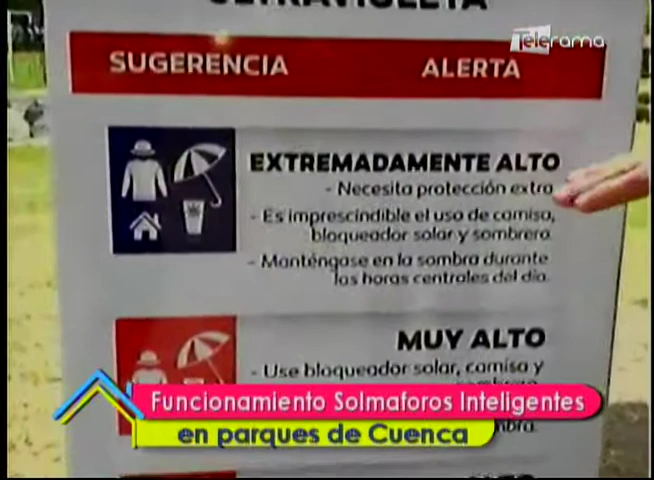 ULTRAVIOLETA
Telerama
SUGERENCIA ALERTA
EXTREMADAMENTE ALTO
- Necesita protección extra
- Es imprescindible el uso de camisa,
bloqueador solar y sombrero.
- Manténgase en la sombra durante
las horas centrales del día.
MUY ALTO
- Use bloqueador solar, camisa y
Funcionamiento Solmaforos Inteligentes
en parques de Cuenca